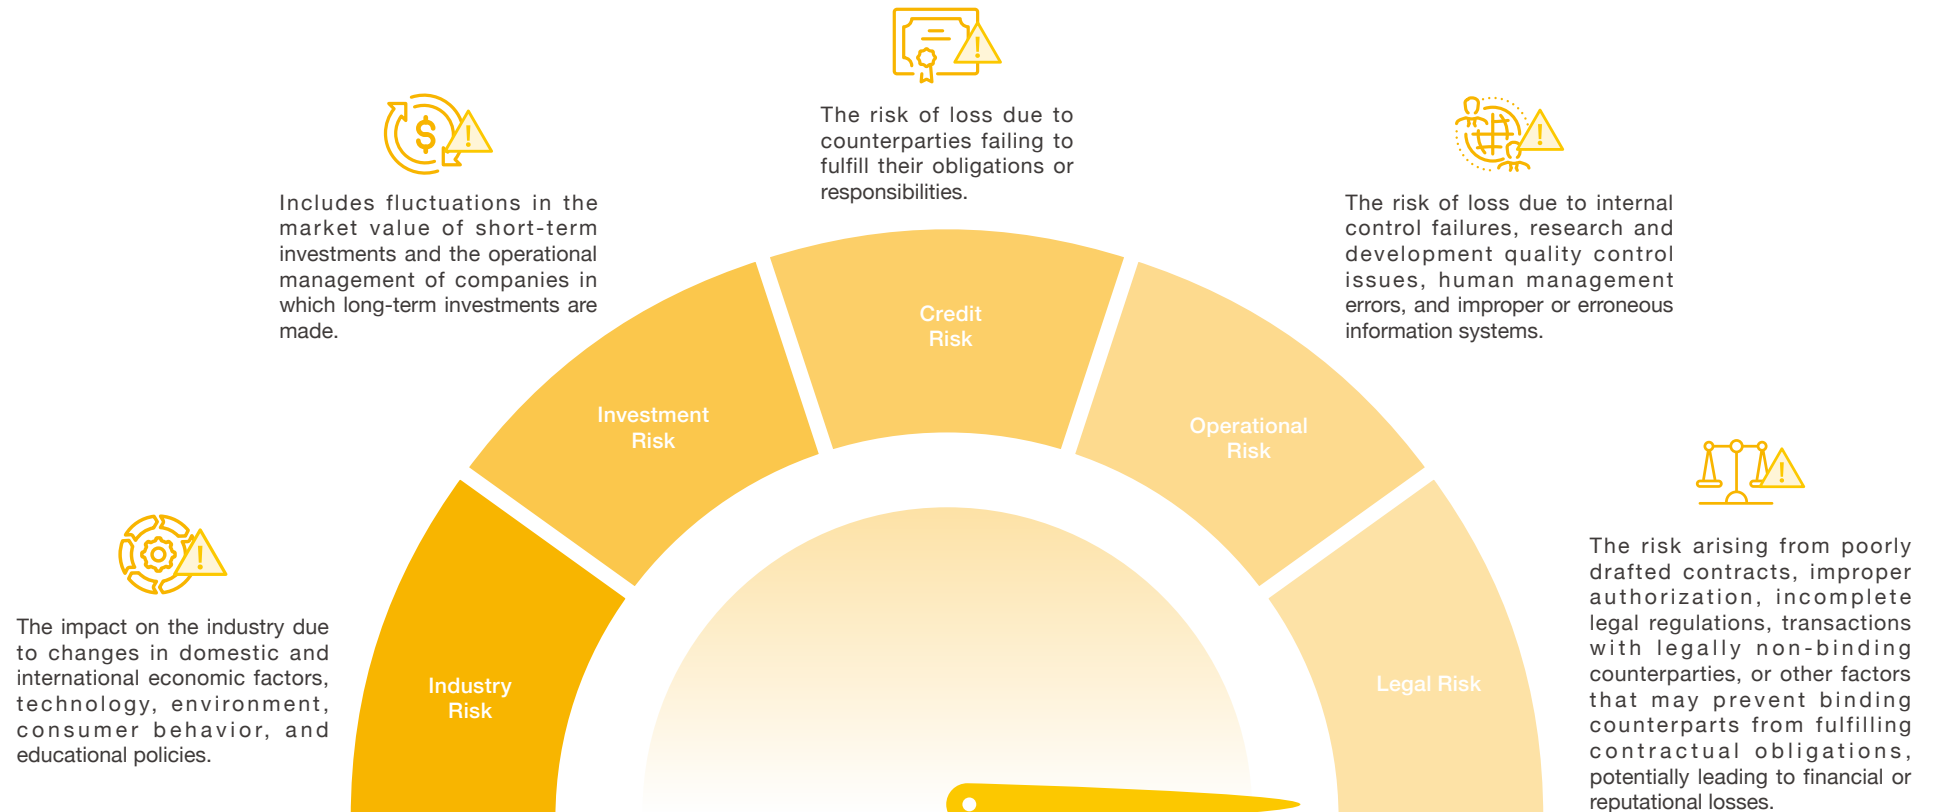 The risk of loss due to
counterparties failing to
fulfill their obligations or
responsibilities.
Includes fluctuations in the
market value of short-term
investments and the operational
management of companies in
which long-term investments are
made.
The risk of loss due to internal
control failures, research and
development quality control
issues, human management
errors, and improper or erroneous
information systems.
Credit
Risk
Investment
Risk
Operational
Risk
The impact on the industry due
to changes in domestic and
international economic factors,
technology, environment,
consumer behavior, and
educational policies.
Industry
Risk
Legal Risk
The risk arising from poorly
drafted contracts, improper
authorization, incomplete
legal regulations, transactions
with legally non-binding
counterparties, or other factors
that may prevent binding
counterparts from fulfilling
contractual obligations,
potentially leading to financial or
reputational losses.